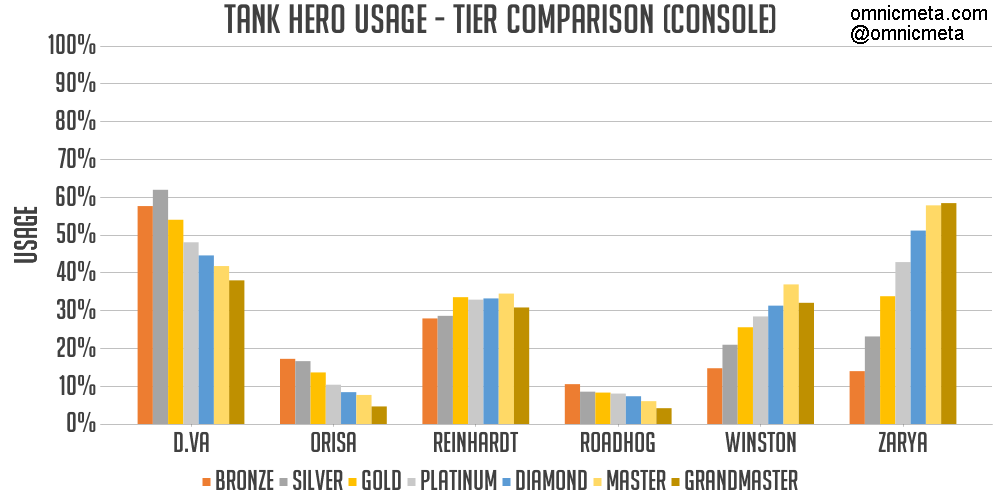 TANK HERO USAGE - TIER COMPARISON (CONSOLE)
omnicmeta.com
@omnicmeta
100%
90%
80%
70%
60%
50%
40%
30%
20%
10%
0%
USAGE
D.VA ORISA REINHARDT ROADHOG WINSTON ZARYA
BRONZE SILVER GOLD PLATINUM DIAMOND MASTER GRANDMASTER